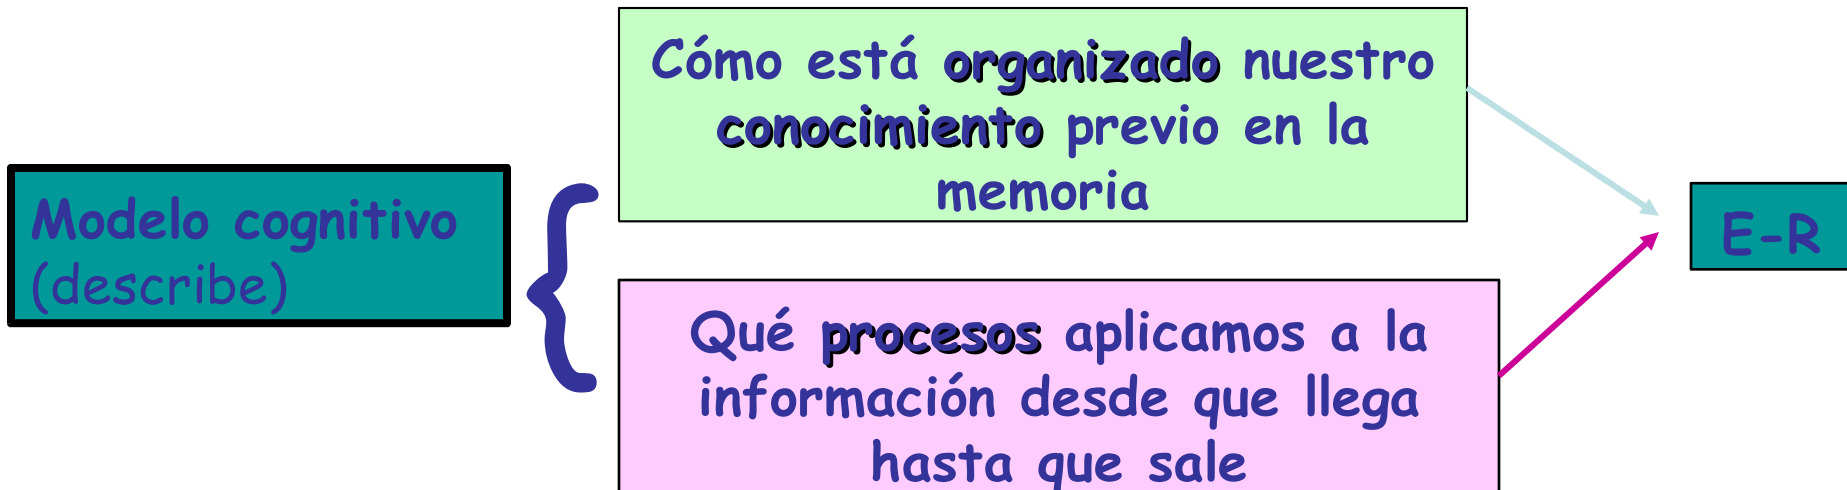 Cómo está organizado nuestro
conocimiento previo en la
memoria
Modelo cognitivo
(describe)
E-R
Qué procesos aplicamos a la
información desde que llega
hasta que sale